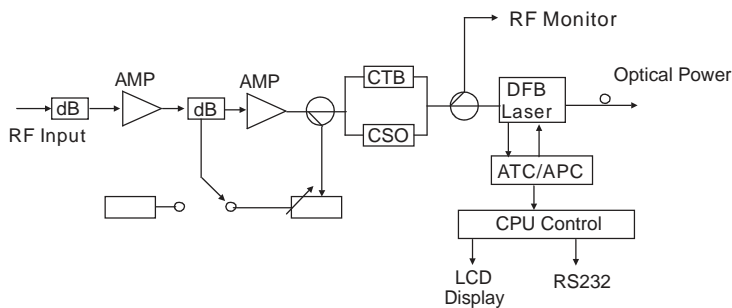 RF Monitor
AMP
AMP
CTB
DFB
Laser
Optical Power
dB
dB
RF Input
CSO
ATC/APC
CPU Control
LCD
Display
RS232